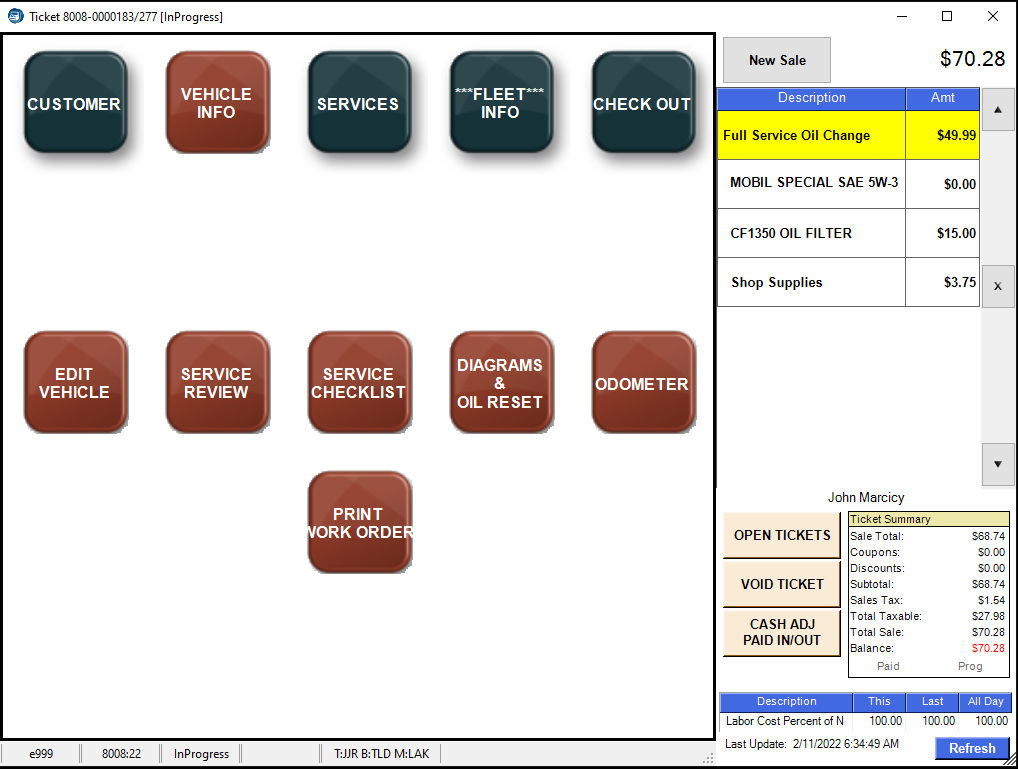 Ticket 8008-0000183/277 [InProgress]
CUSTOMER
VEHICLE
INFO
SERVICES
***FLEET***
INFO
CHECK OUT
New Sale
$70.28
Description Amt
Full Service Oil Change $49.99
MOBIL SPECIAL SAE 5W-3 $0.00
CF1350 OIL FILTER $15.00
Shop Supplies $3.75
X
EDIT
VEHICLE
SERVICE
REVIEW
SERVICE
CHECKLIST
DIAGRAMS
&
OIL RESET
ODOMETER
PRINT
WORK ORDER
John Marcicy
OPEN TICKETS
VOID TICKET
CASH ADJ
PAID IN/OUT
Ticket Summary
Sale Total: $68.74
Coupons: $0.00
Discounts: $0.00
Subtotal: $68.74
Sales Tax: $1.54
Total Taxable: $27.98
Total Sale: $70.28
Balance: $70.28
Paid Prog
Description This Last All Day
Labor Cost Percent of N 100.00 100.00 100.00
Last Update: 2/11/2022 6:34:49 AM
Refresh
e999 8008:22 InProgress T:JJR B:TLD M:LAK